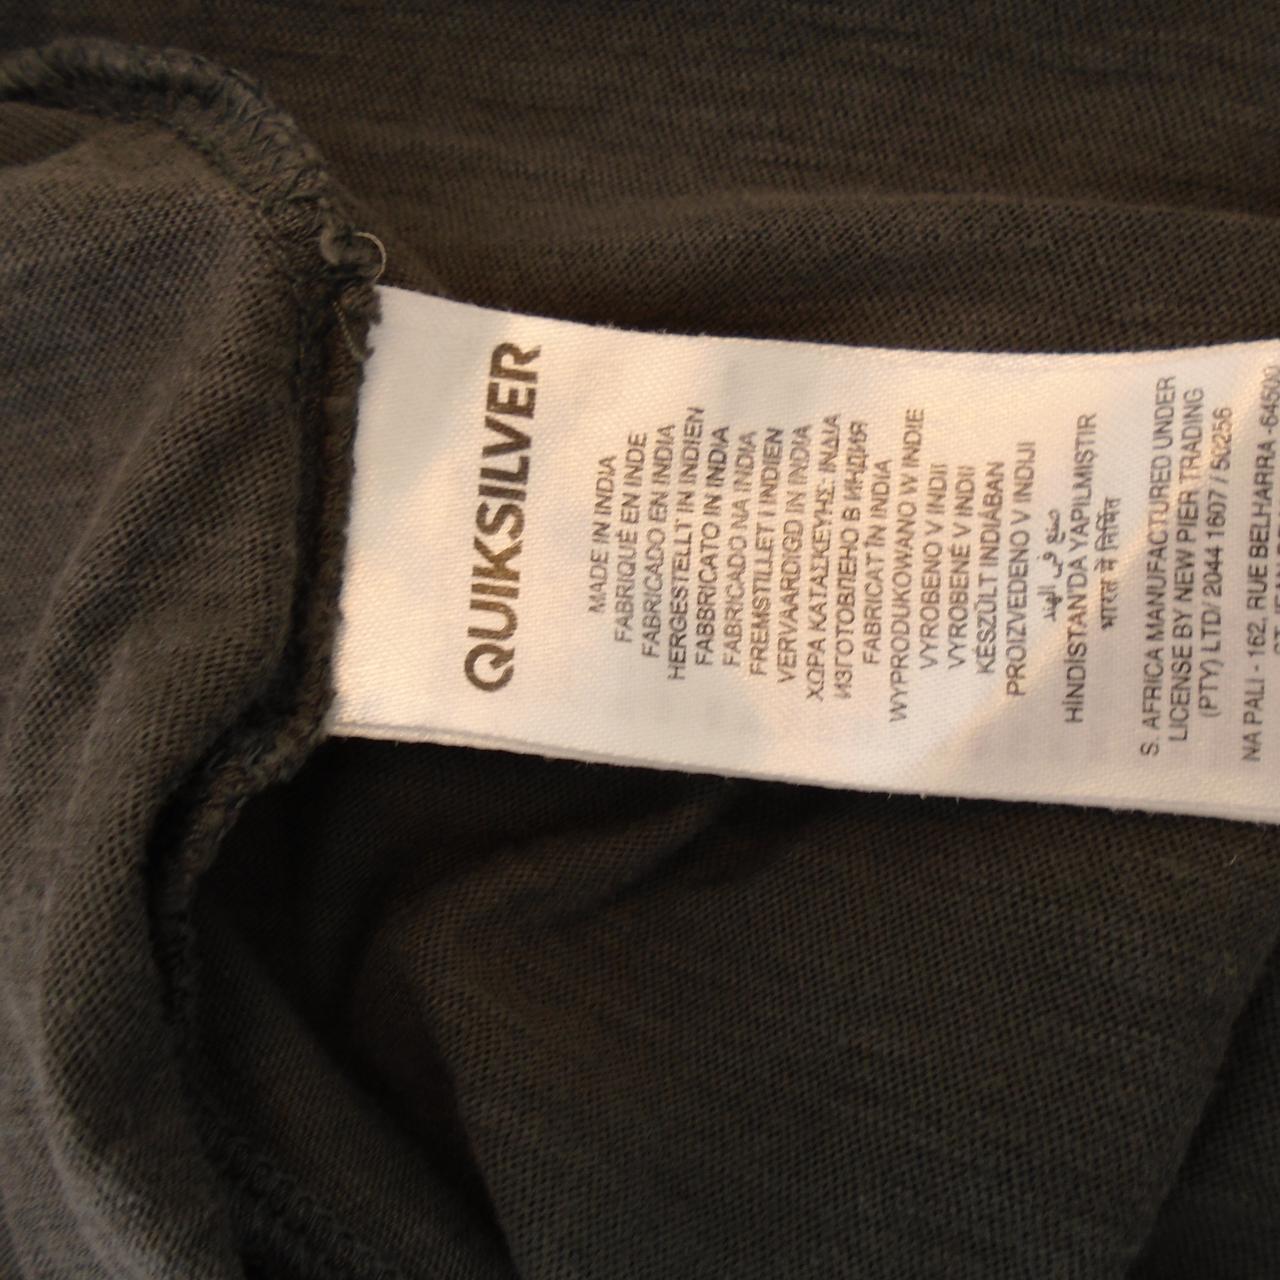 QUIKSILVER
MADE IN INDIA
FABRIQUÉ EN INDE
FABRICADO EN INDIA
HERGESTELLT IN INDIEN
FABBRICATO IN INDIA
FABRICADO NA INDIA
FREMSTILLET I INDIEN
VERVAARDIGD IN INDIA
ΧΩΡΑ ΚΑΤΑΣΚΕΥΗΣ: ΙΝΔΙΑ
ИЗГОТОВЛЕНО В ИНДИЯ
FABRICAT ÎN INDIA
WYPRODUKOWANO W INDIE
VYROBENO V INDII
VYROBENÉ V INDII
KÉSZÜLT INDIÁBAN
PROIZVEDENO V INDIJI
صنع في الهند
HİNDİSTAN'DA YAPILMIŞTIR
भारत में निर्मित
S. AFRICA MANUFACTURED UNDER
LICENSE BY NEW PIER TRADING
(PTY) LTD/ 2044 1607 / 50256
NA PALI - 162, RUE BELHARRA -64500